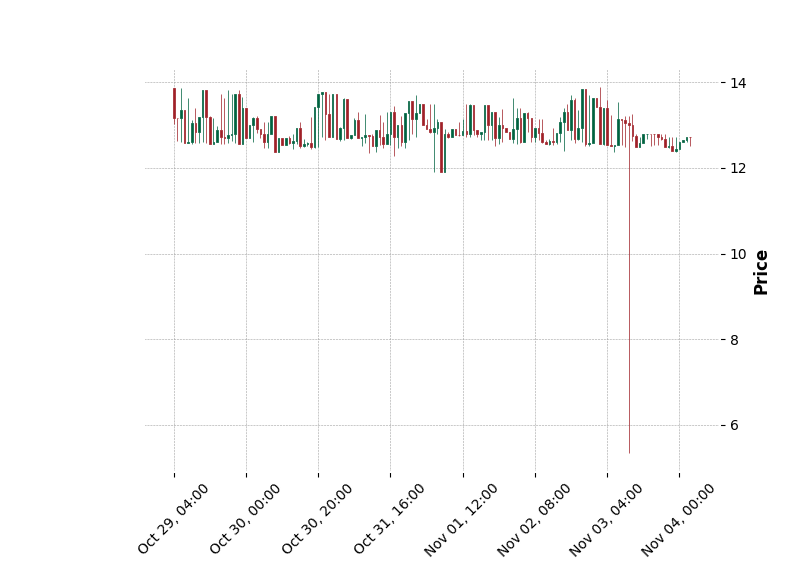 14
12
10
8
6
Price
Oct 29, 04:00
Oct 30, 00:00
Oct 30, 20:00
Oct 31, 16:00
Nov 01, 12:00
Nov 02, 08:00
Nov 03, 04:00
Nov 04, 00:00